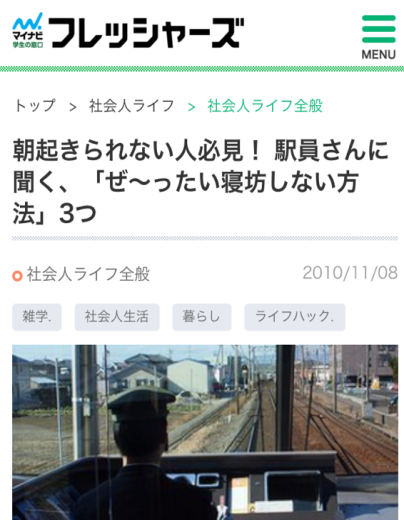 マイナビ
学生の窓口
フレッシャーズ
MENU
トップ > 社会人ライフ > 社会人ライフ全般
朝起きられない人必見！ 駅員さんに
聞く、「ぜ〜ったい寝坊しない方
法」3つ
社会人ライフ全般
2010/11/08
雑学. 社会人生活 暮らし ライフハック.